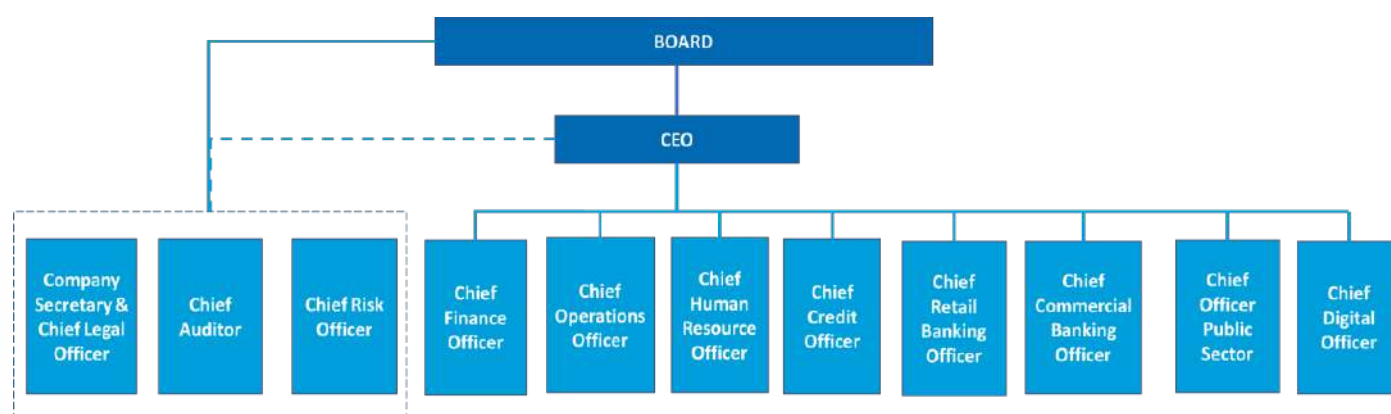 BOARD
CEO
Company
Secretary &
Chief Legal
Officer
Chief
Auditor
Chief Risk
Officer
Chief
Finance
Officer
Chief
Operations
Officer
Chief
Human
Resource
Officer
Chief
Credit
Officer
Chief
Retail
Banking
Officer
Chief
Commercial
Banking
Officer
Chief
Officer
Public
Sector
Chief
Digital
Officer